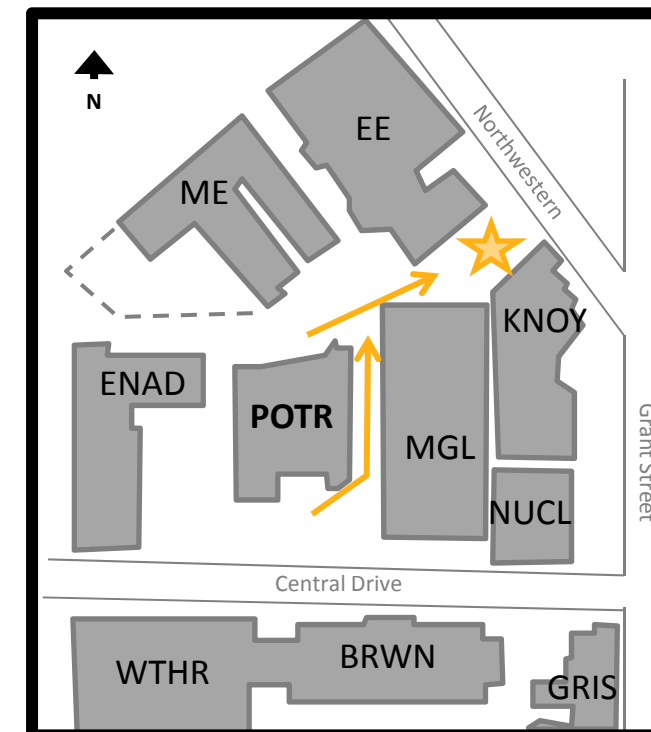 EE
N
Northwestern
ME
KNOY
ENAD
POTR
MGL
Grant Street
NUCL
Central Drive
BRWN
WTHR
GRIS